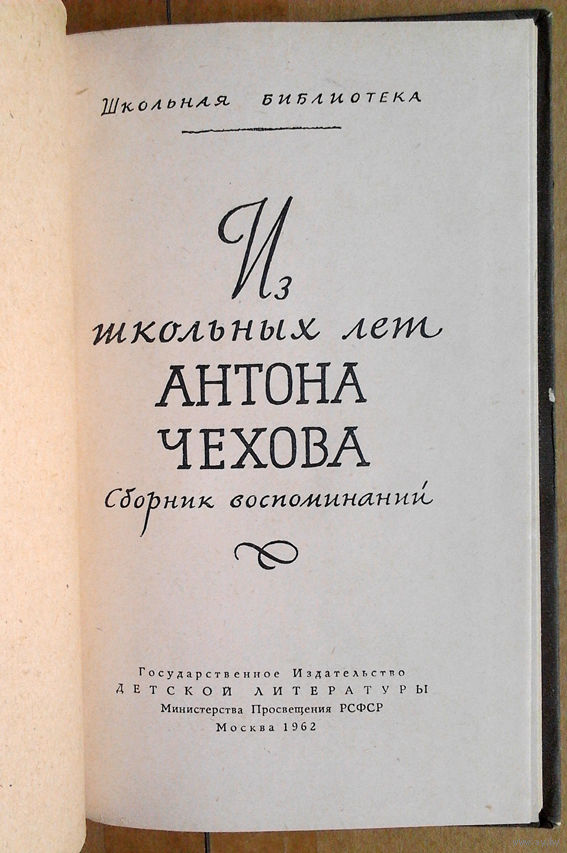 Школьная библиотека
Из
школьных лет
АНТОНА
ЧЕХОВА
Сборник воспоминаний
Государственное Издательство
ДЕТСКОЙ ЛИТЕРАТУРЫ
Министерства Просвещения РСФСР
Москва 1962